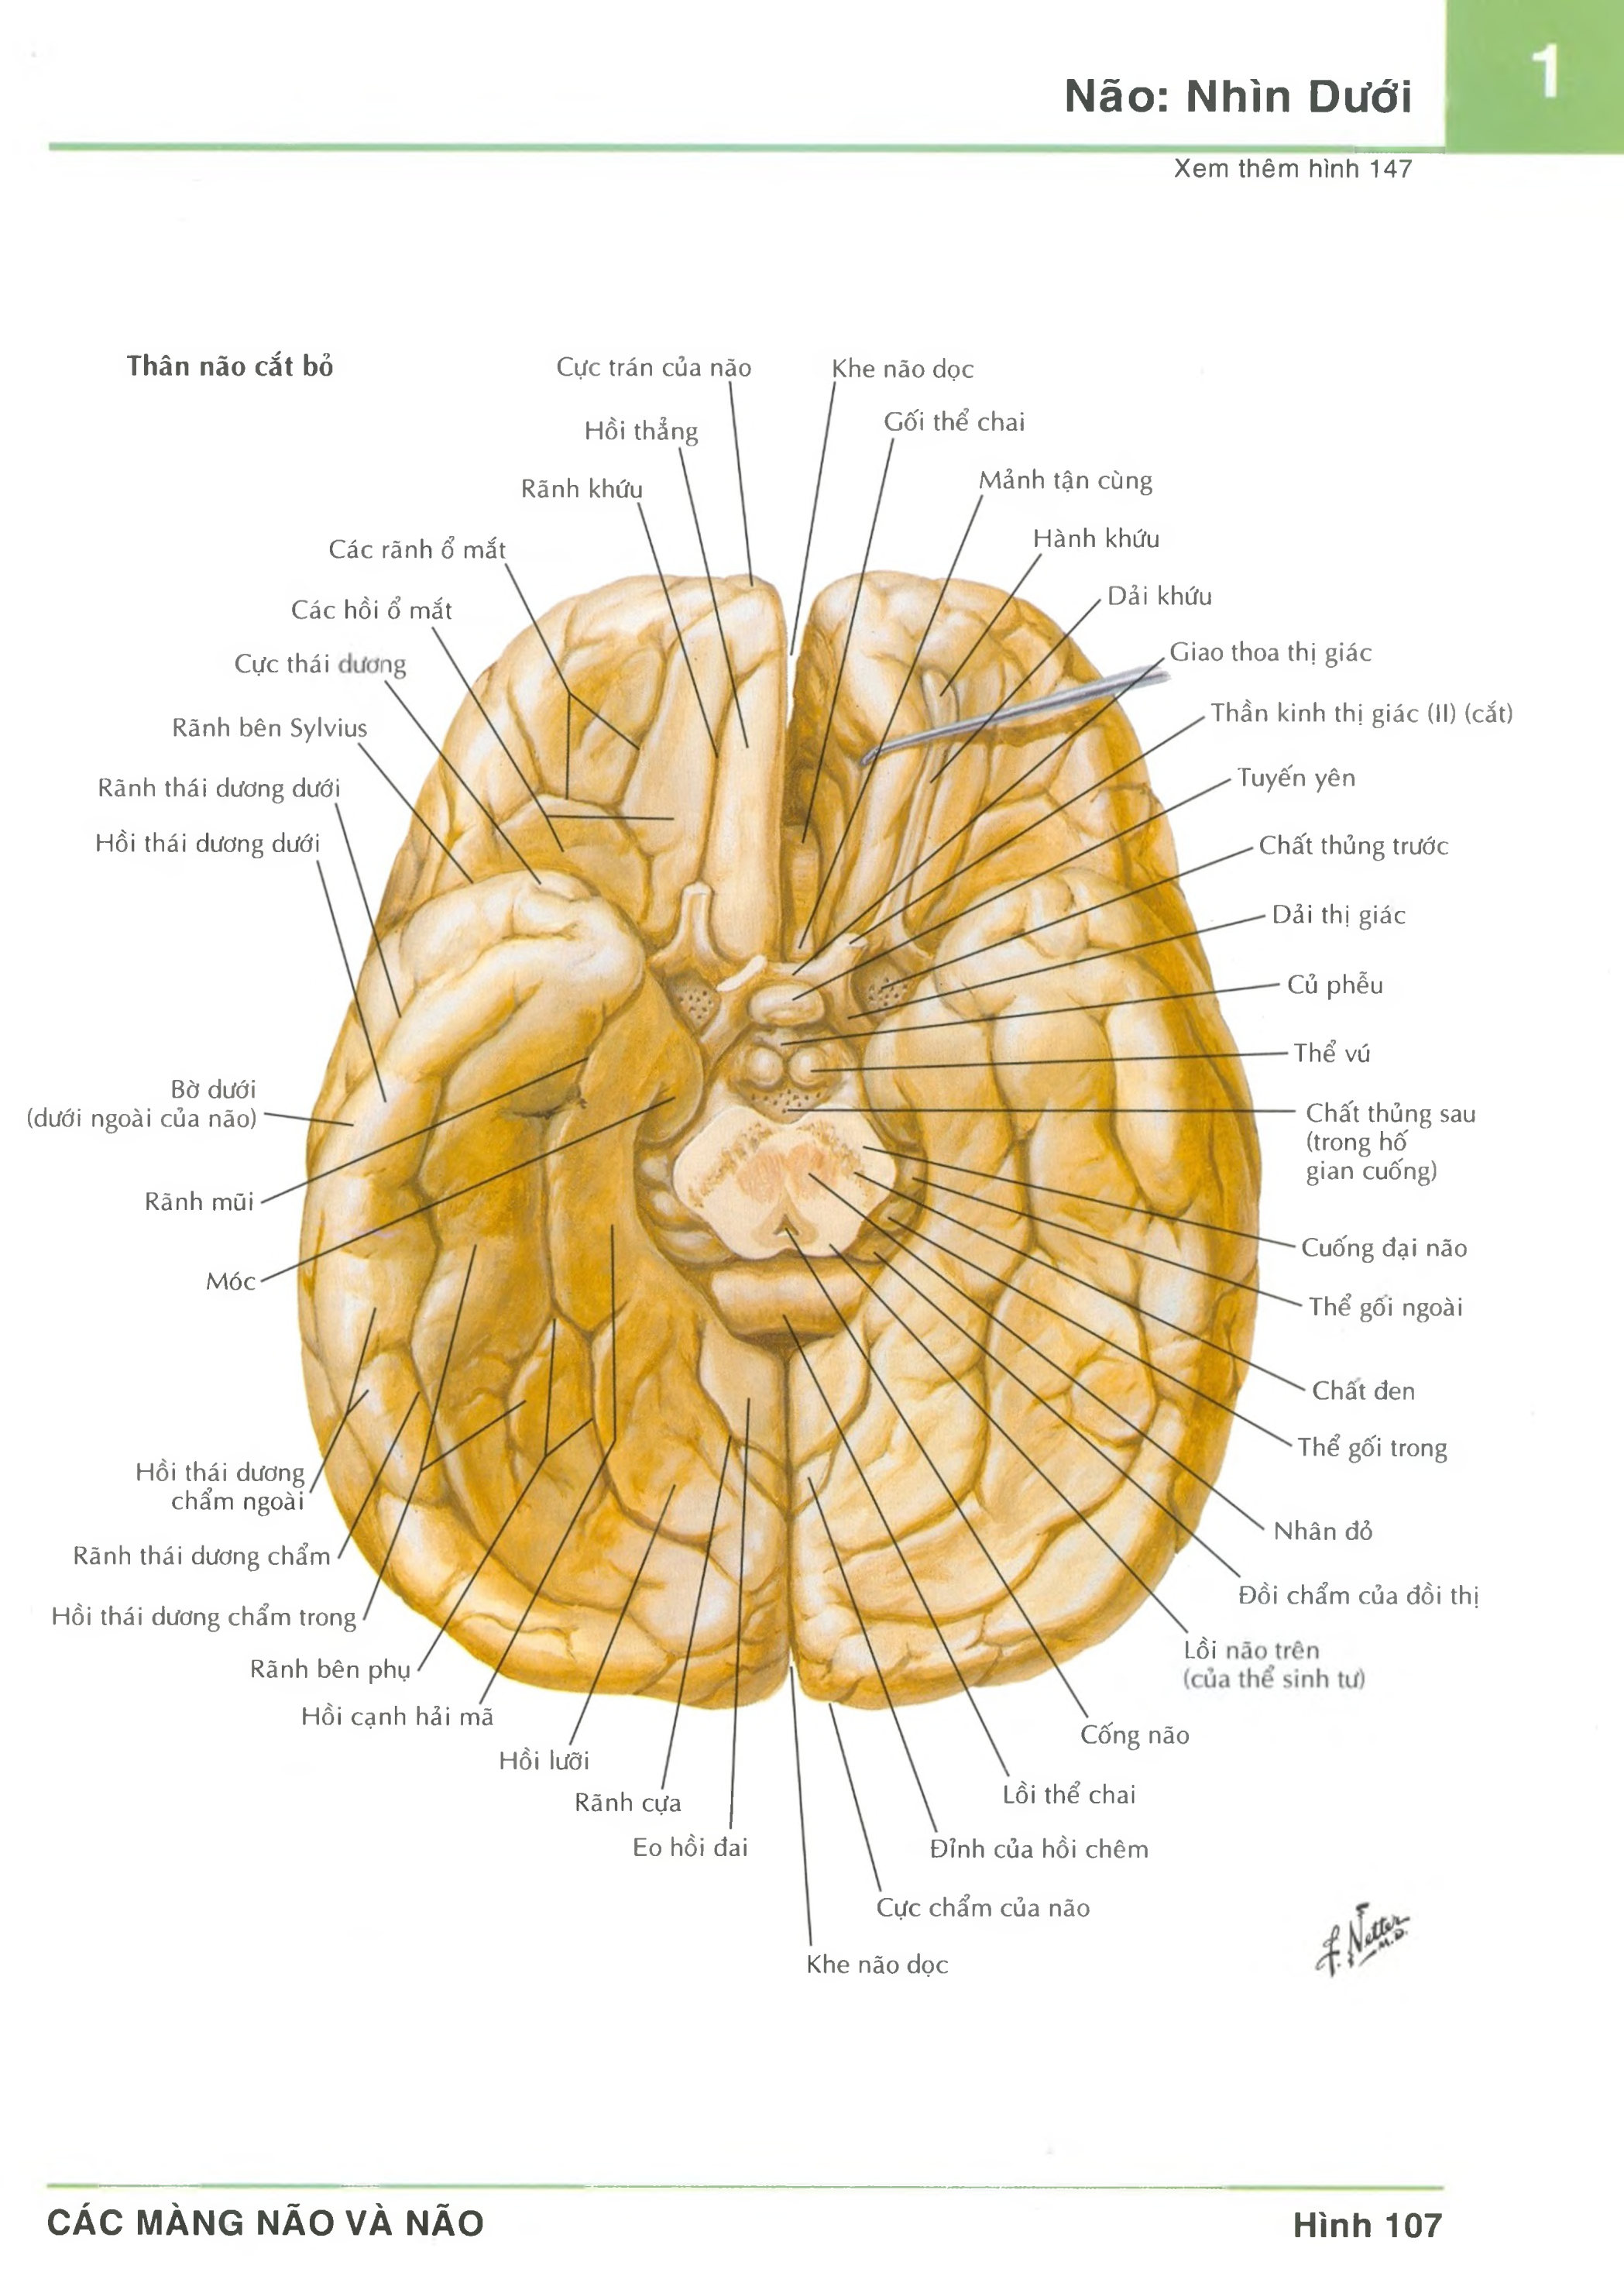 1
Não: Nhìn Dưới
Xem thêm hình 147
Thân não cắt bỏ
Cực trán của não
Khe não dọc
Hồi thẳng
Gối thể chai
Rãnh khứu
Mảnh tận cùng
Các rãnh ổ mắt
Hành khứu
Các hồi ổ mắt
Dải khứu
Cực thái dương
Giao thoa thị giác
Rãnh bên Sylvius
Thần kinh thị giác (II) (cắt)
Rãnh thái dương dưới
Tuyến yên
Hồi thái dương dưới
Chất thủng trước
Dải thị giác
Củ phễu
Thể vú
Bờ dưới
(dưới ngoài của não)
Chất thủng sau
(trong hố
gian cuống)
Rãnh mũi
Cuống đại não
Móc
Thể gối ngoài
Chất đen
Thể gối trong
Hồi thái dương
chẩm ngoài
Nhân đỏ
Rãnh thái dương chẩm
Đồi chẩm của đồi thị
Hồi thái dương chẩm trong
Lồi não trên
(của thể sinh tư)
Rãnh bên phụ
Hồi cạnh hải mã
Cống não
Hồi lưỡi
Lồi thể chai
Rãnh cựa
Eo hồi đai
Đỉnh của hồi chêm
Cực chẩm của não
Khe não dọc
F. Netter
M.D.
CÁC MÀNG NÃO VÀ NÃO
Hình 107